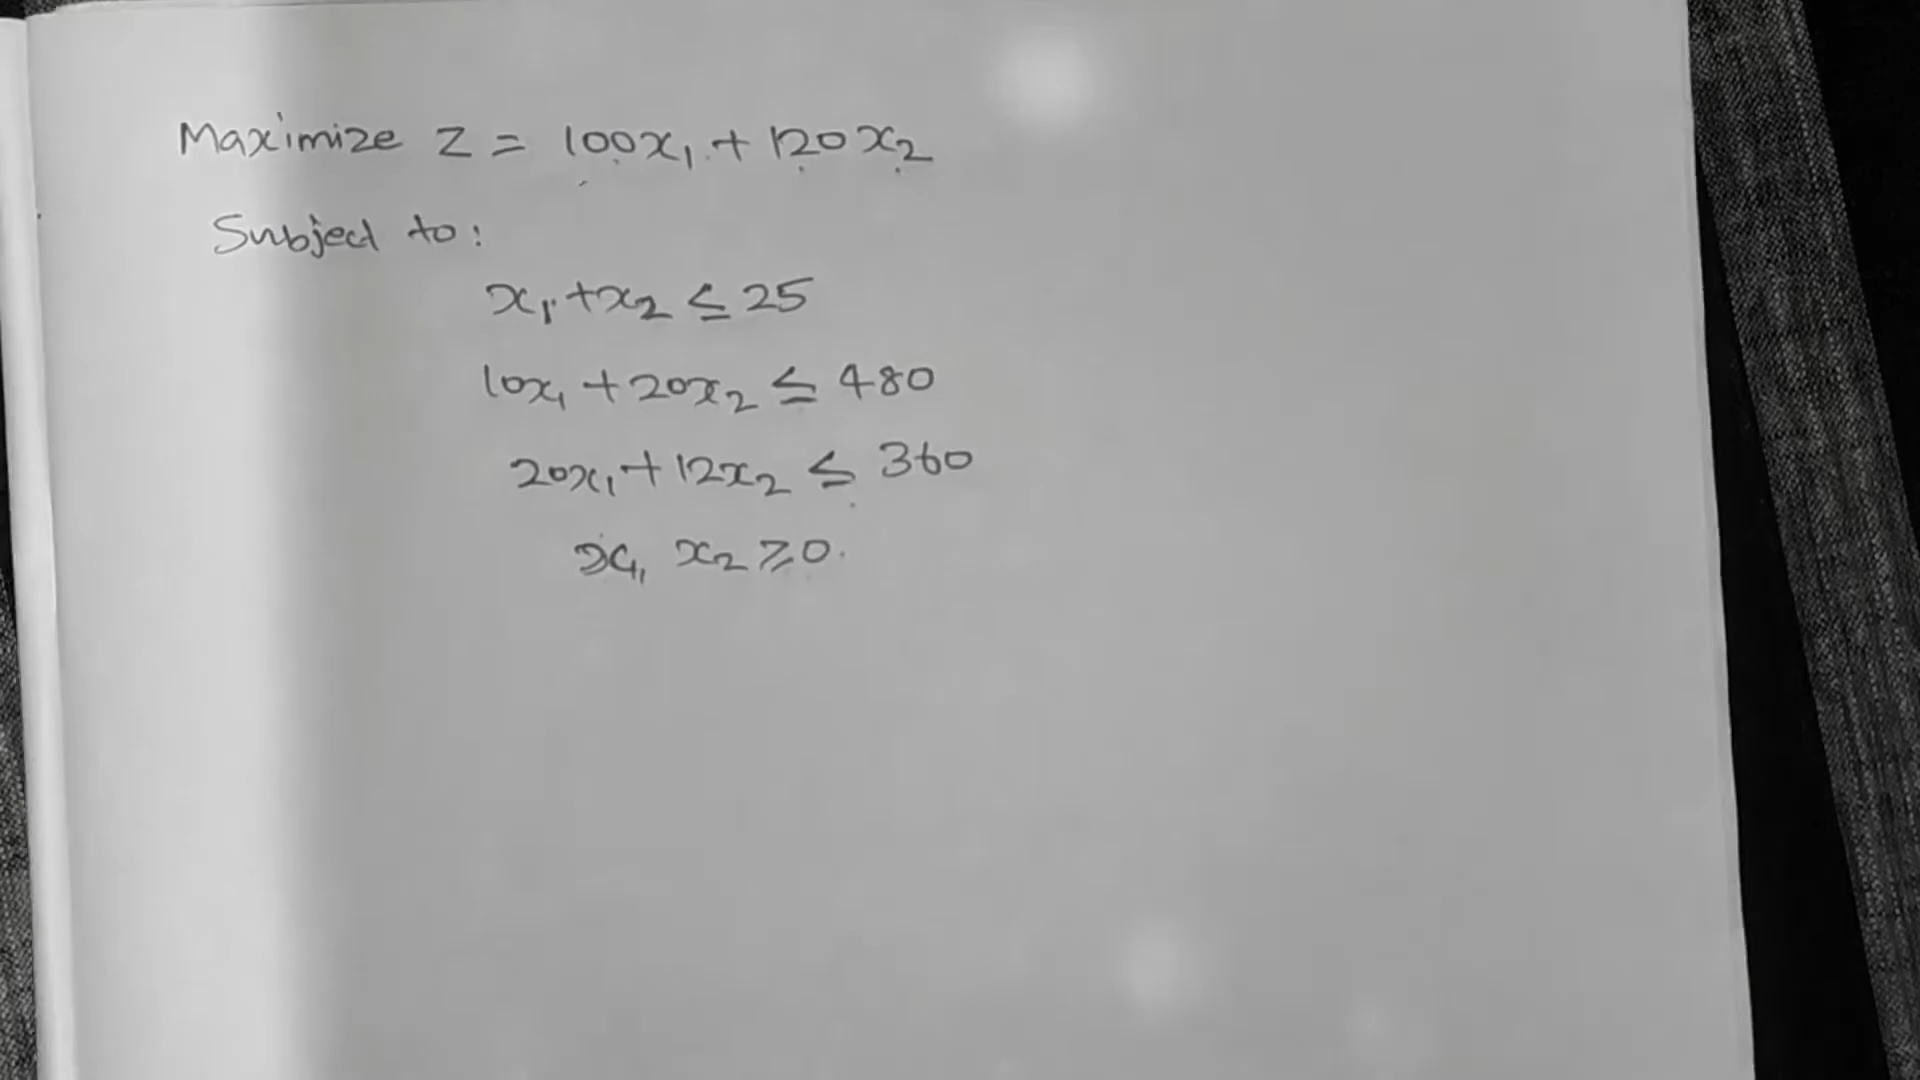 Maximize Z = 100x₁ + 120x₂
Subject to:
x₁ + x₂ ≤ 25
10x₁ + 20x₂ ≤ 480
20x₁ + 12x₂ ≤ 360
x₁, x₂ ≥ 0.